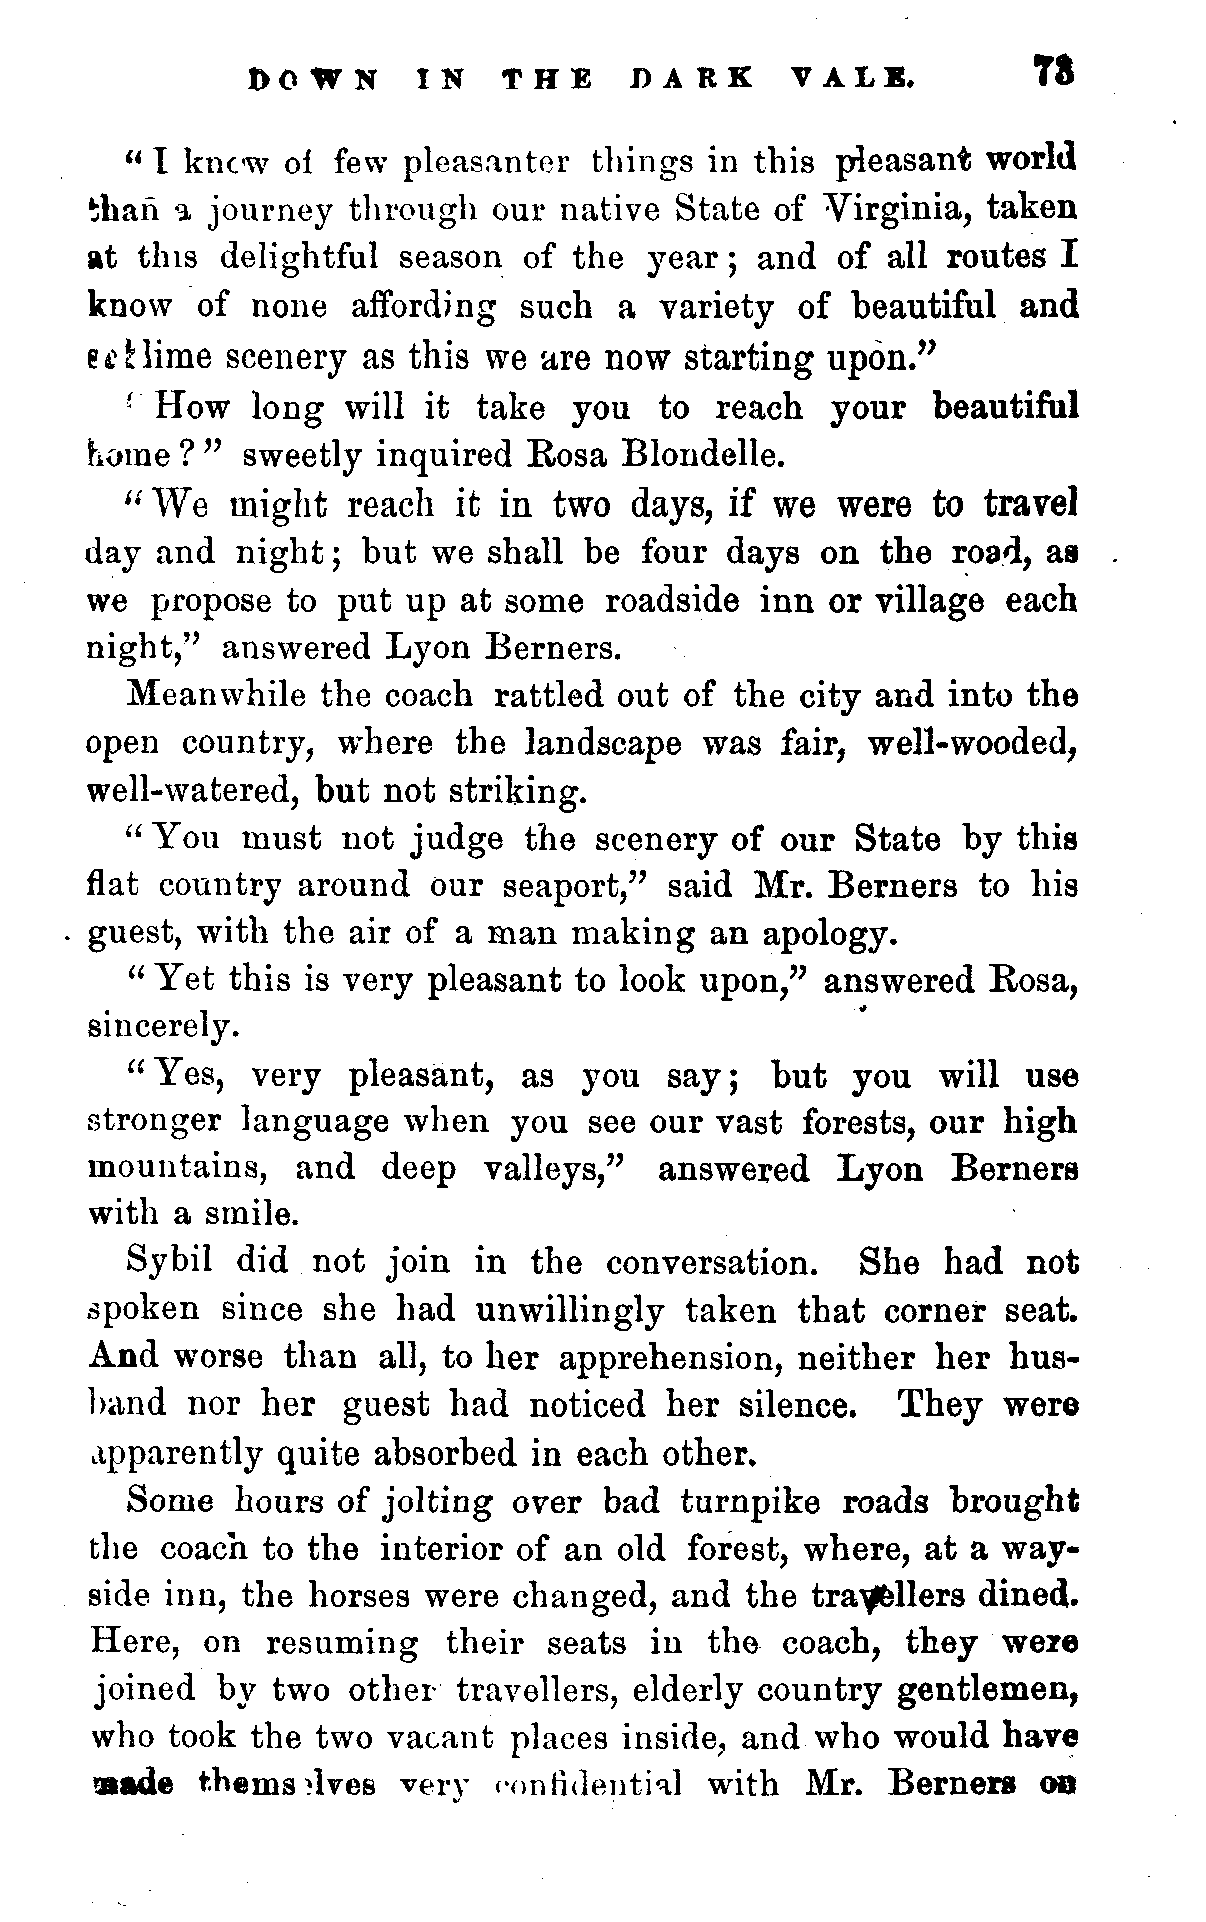 DOWN IN THE DARK VALE. 73
"I know of few pleasanter things in this pleasant world
than a journey through our native State of Virginia, taken
at this delightful season of the year; and of all routes I
know of none affording such a variety of beautiful and
sublime scenery as this we are now starting upon."
"How long will it take you to reach your beautiful
home?" sweetly inquired Rosa Blondelle.
"We might reach it in two days, if we were to travel
day and night; but we shall be four days on the road, as
we propose to put up at some roadside inn or village each
night," answered Lyon Berners.
Meanwhile the coach rattled out of the city and into the
open country, where the landscape was fair, well-wooded,
well-watered, but not striking.
"You must not judge the scenery of our State by this
flat country around our seaport," said Mr. Berners to his
guest, with the air of a man making an apology.
"Yet this is very pleasant to look upon," answered Rosa,
sincerely.
"Yes, very pleasant, as you say; but you will use
stronger language when you see our vast forests, our high
mountains, and deep valleys," answered Lyon Berners
with a smile.
Sybil did not join in the conversation. She had not
spoken since she had unwillingly taken that corner seat.
And worse than all, to her apprehension, neither her hus-
band nor her guest had noticed her silence. They were
apparently quite absorbed in each other.
Some hours of jolting over bad turnpike roads brought
the coach to the interior of an old forest, where, at a way-
side inn, the horses were changed, and the travellers dined.
Here, on resuming their seats in the coach, they were
joined by two other travellers, elderly country gentlemen,
who took the two vacant places inside, and who would have
made themselves very confidential with Mr. Berners on